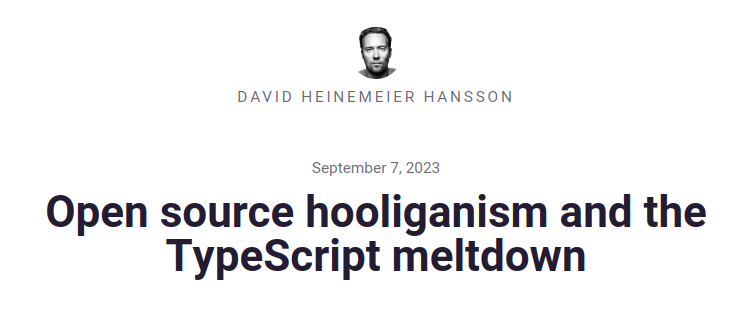 DAVID HEINEMEIER HANSSON
September 7, 2023
Open source hooliganism and the
TypeScript meltdown